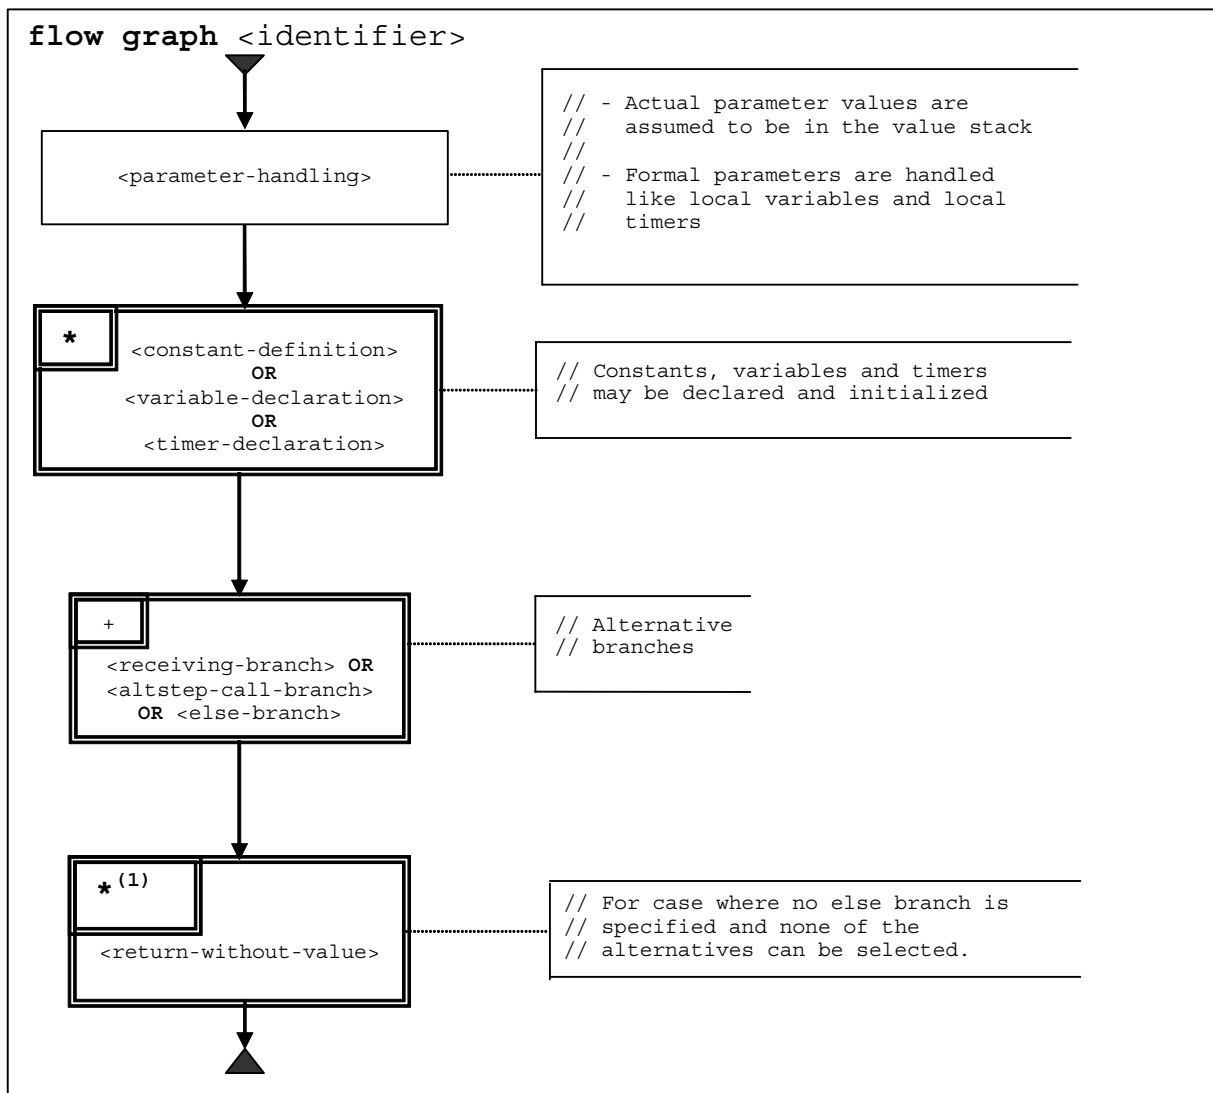 flow graph <identifier>
<parameter-handling>
// - Actual parameter values are
//   assumed to be in the value stack
//
// - Formal parameters are handled
//   like local variables and local
//   timers
*
<constant-definition>
OR
<variable-declaration>
OR
<timer-declaration>
// Constants, variables and timers
// may be declared and initialized
+
<receiving-branch> OR
<altstep-call-branch>
OR <else-branch>
// Alternative
// branches
*(1)
<return-without-value>
// For case where no else branch is
// specified and none of the
// alternatives can be selected.